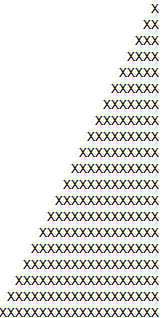 X
XX
XXX
XXXX
XXXXX
XXXXXX
XXXXXXX
XXXXXXXX
XXXXXXXXX
XXXXXXXXXX
XXXXXXXXXXX
XXXXXXXXXXXX
XXXXXXXXXXXXX
XXXXXXXXXXXXXX
XXXXXXXXXXXXXXX
XXXXXXXXXXXXXXXX
XXXXXXXXXXXXXXXXX
XXXXXXXXXXXXXXXXXX
XXXXXXXXXXXXXXXXXXX
XXXXXXXXXXXXXXXXXXXX